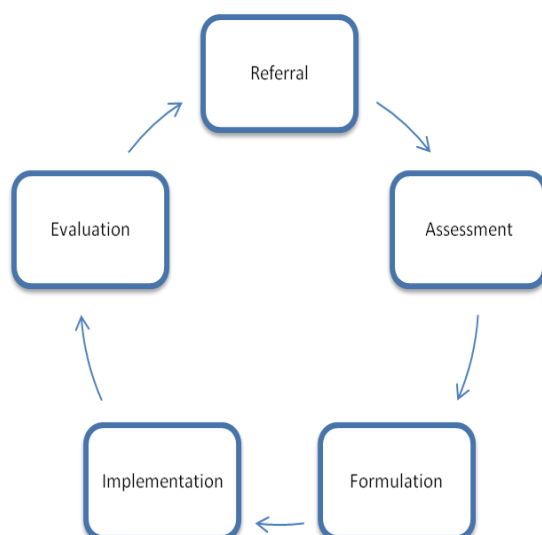 Referral
Assessment
Formulation
Implementation
Evaluation